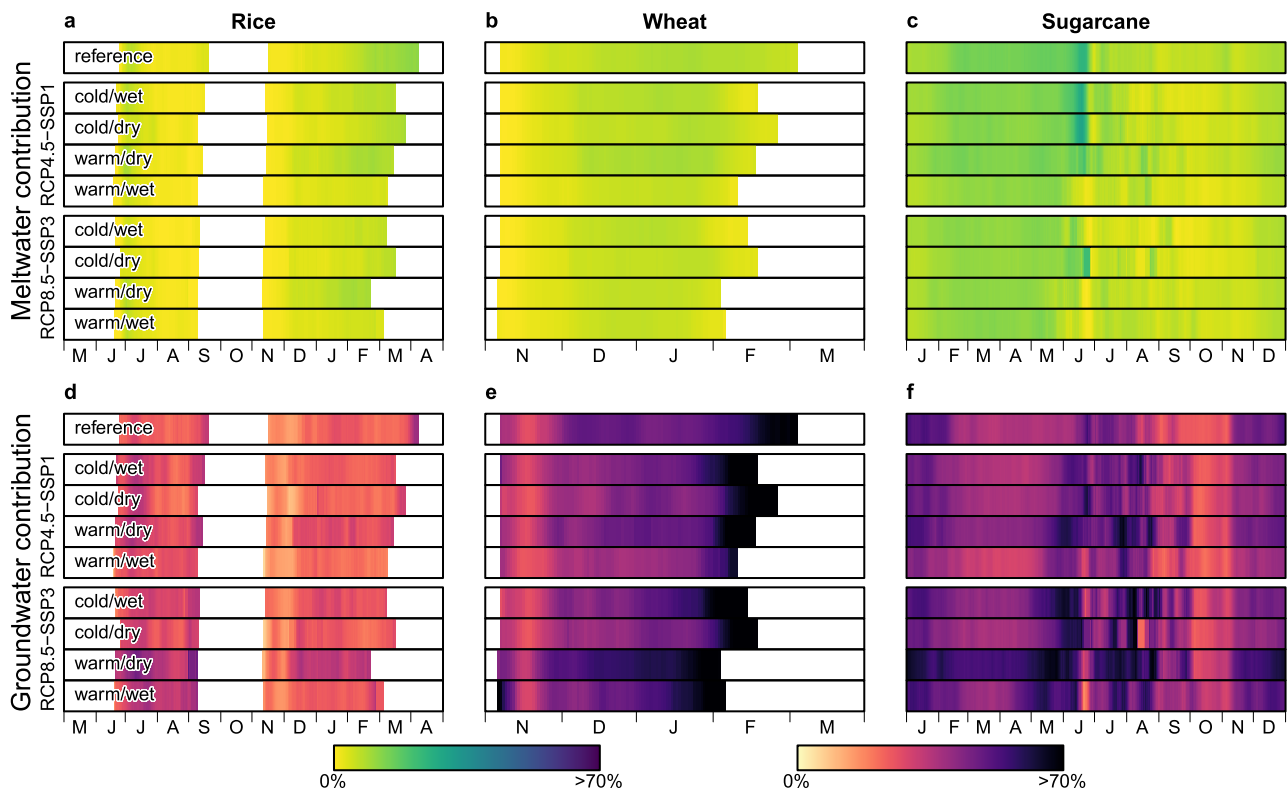 a Rice b Wheat c Sugarcane
Meltwater contribution
reference
RCP4.5–SSP1
cold/wet
cold/dry
warm/dry
warm/wet
RCP8.5–SSP3
cold/wet
cold/dry
warm/dry
warm/wet
M J J A S O N D J F M A
N D J F M
J F M A M J J A S O N D
d e f
Groundwater contribution
reference
RCP4.5–SSP1
cold/wet
cold/dry
warm/dry
warm/wet
RCP8.5–SSP3
cold/wet
cold/dry
warm/dry
warm/wet
M J J A S O N D J F M A
N D J F M
J F M A M J J A S O N D
0% >70%
0% >70%